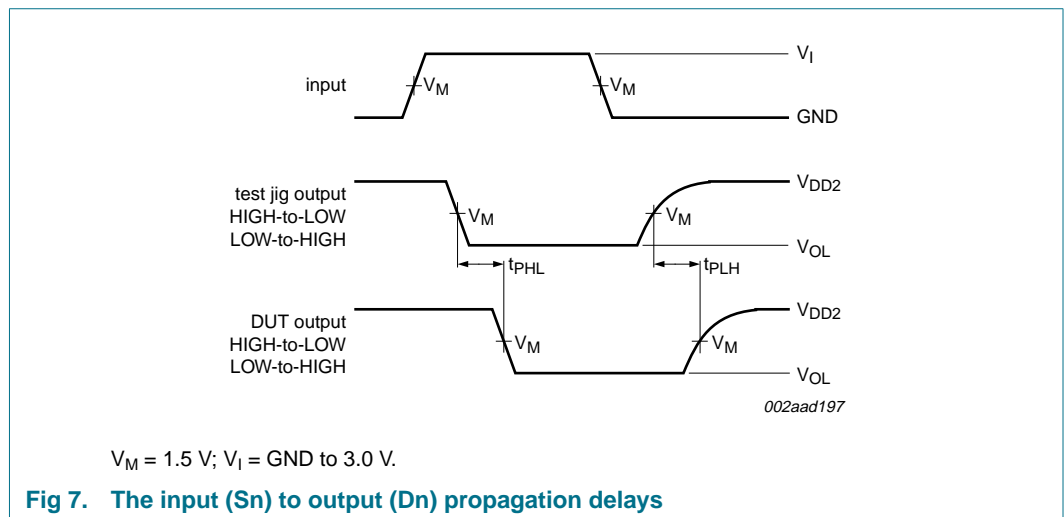 V_I
input
V_M
V_M
GND
V_DD2
test jig output
HIGH-to-LOW
LOW-to-HIGH
V_M
V_M
V_OL
t_PHL
t_PLH
V_DD2
DUT output
HIGH-to-LOW
LOW-to-HIGH
V_M
V_M
V_OL
002aad197
V_M = 1.5 V; V_I = GND to 3.0 V.
Fig 7. The input (Sn) to output (Dn) propagation delays